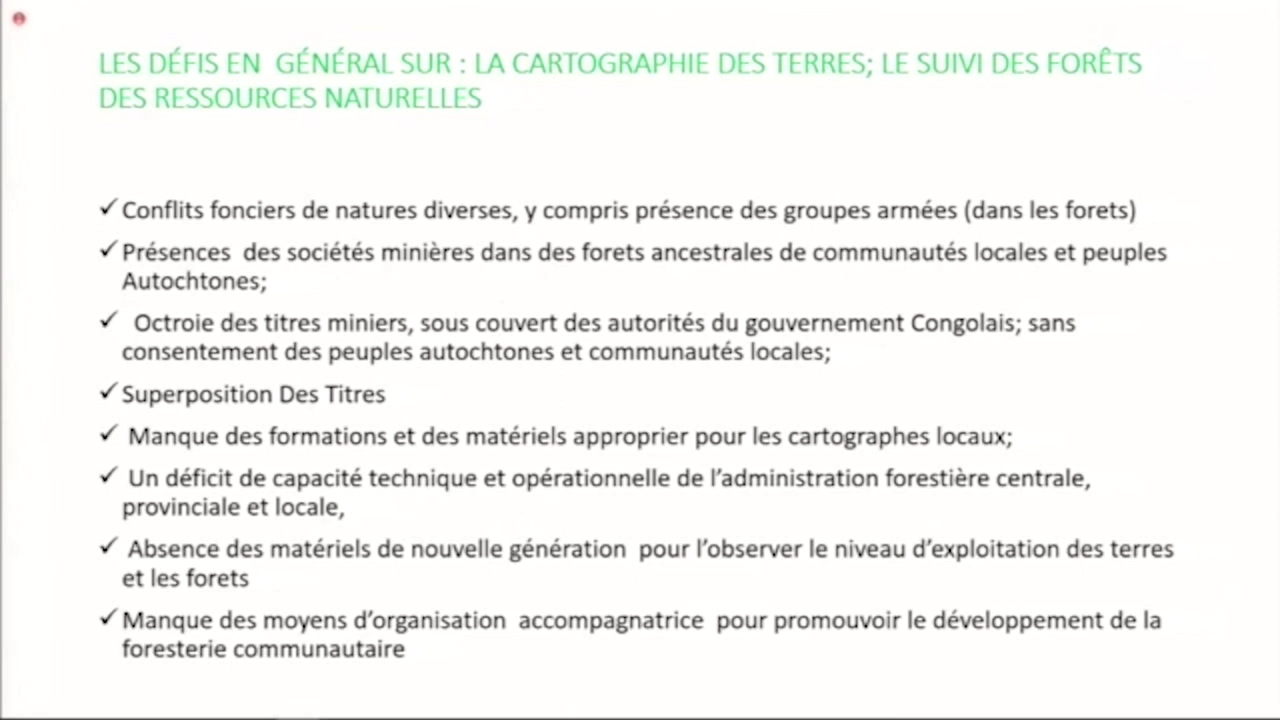 LES DÉFIS EN GÉNÉRAL SUR : LA CARTOGRAPHIE DES TERRES; LE SUIVI DES FORÊTS
DES RESSOURCES NATURELLES
✓ Conflits fonciers de natures diverses, y compris présence des groupes armées (dans les forets)
✓ Présences des sociétés minières dans des forets ancestrales de communautés locales et peuples
Autochtones;
✓ Octroie des titres miniers, sous couvert des autorités du gouvernement Congolais; sans
consentement des peuples autochtones et communautés locales;
✓ Superposition Des Titres
✓ Manque des formations et des matériels approprier pour les cartographes locaux;
✓ Un déficit de capacité technique et opérationnelle de l’administration forestière centrale,
provinciale et locale,
✓ Absence des matériels de nouvelle génération pour l’observer le niveau d’exploitation des terres
et les forets
✓ Manque des moyens d’organisation accompagnatrice pour promouvoir le développement de la
foresterie communautaire